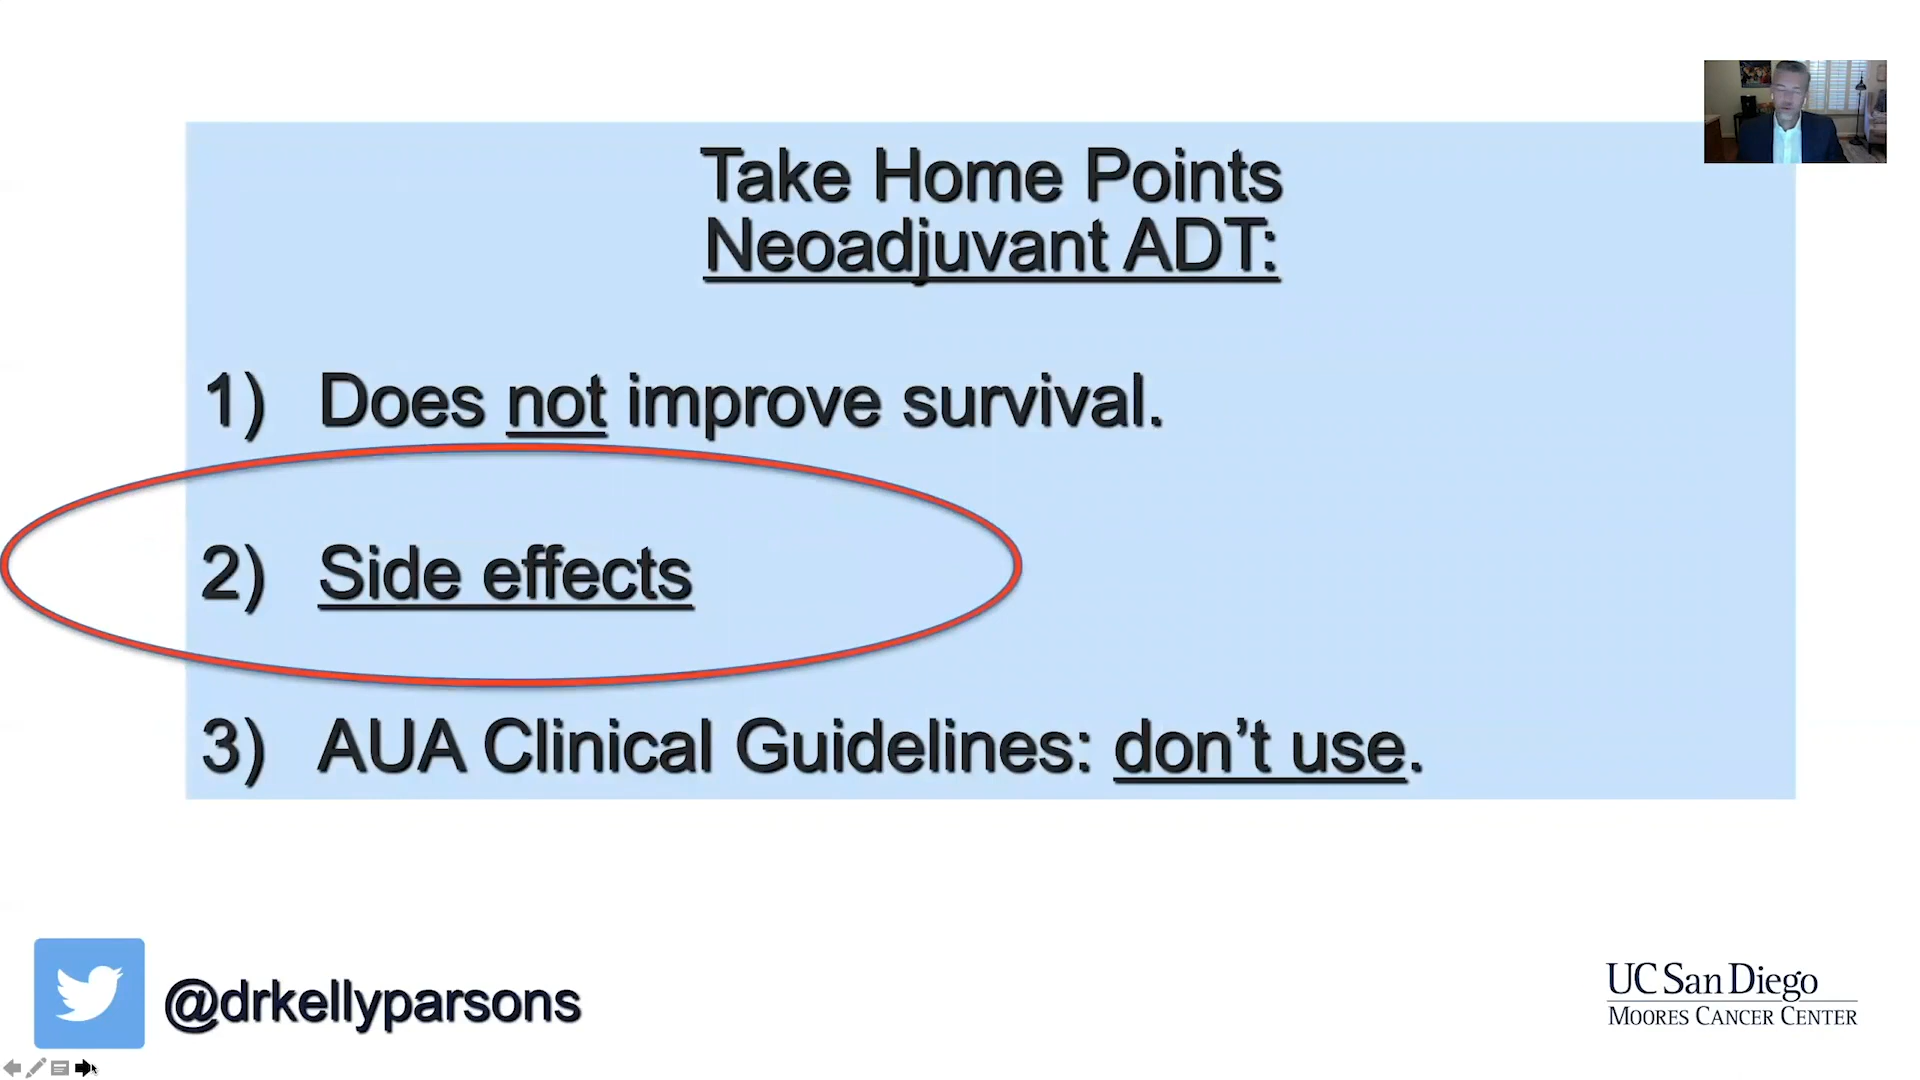 Take Home Points
Neoadjuvant ADT:
1) Does not improve survival.
2) Side effects
3) AUA Clinical Guidelines: don’t use.
@drkellyparsons
UC San Diego
MOORES CANCER CENTER